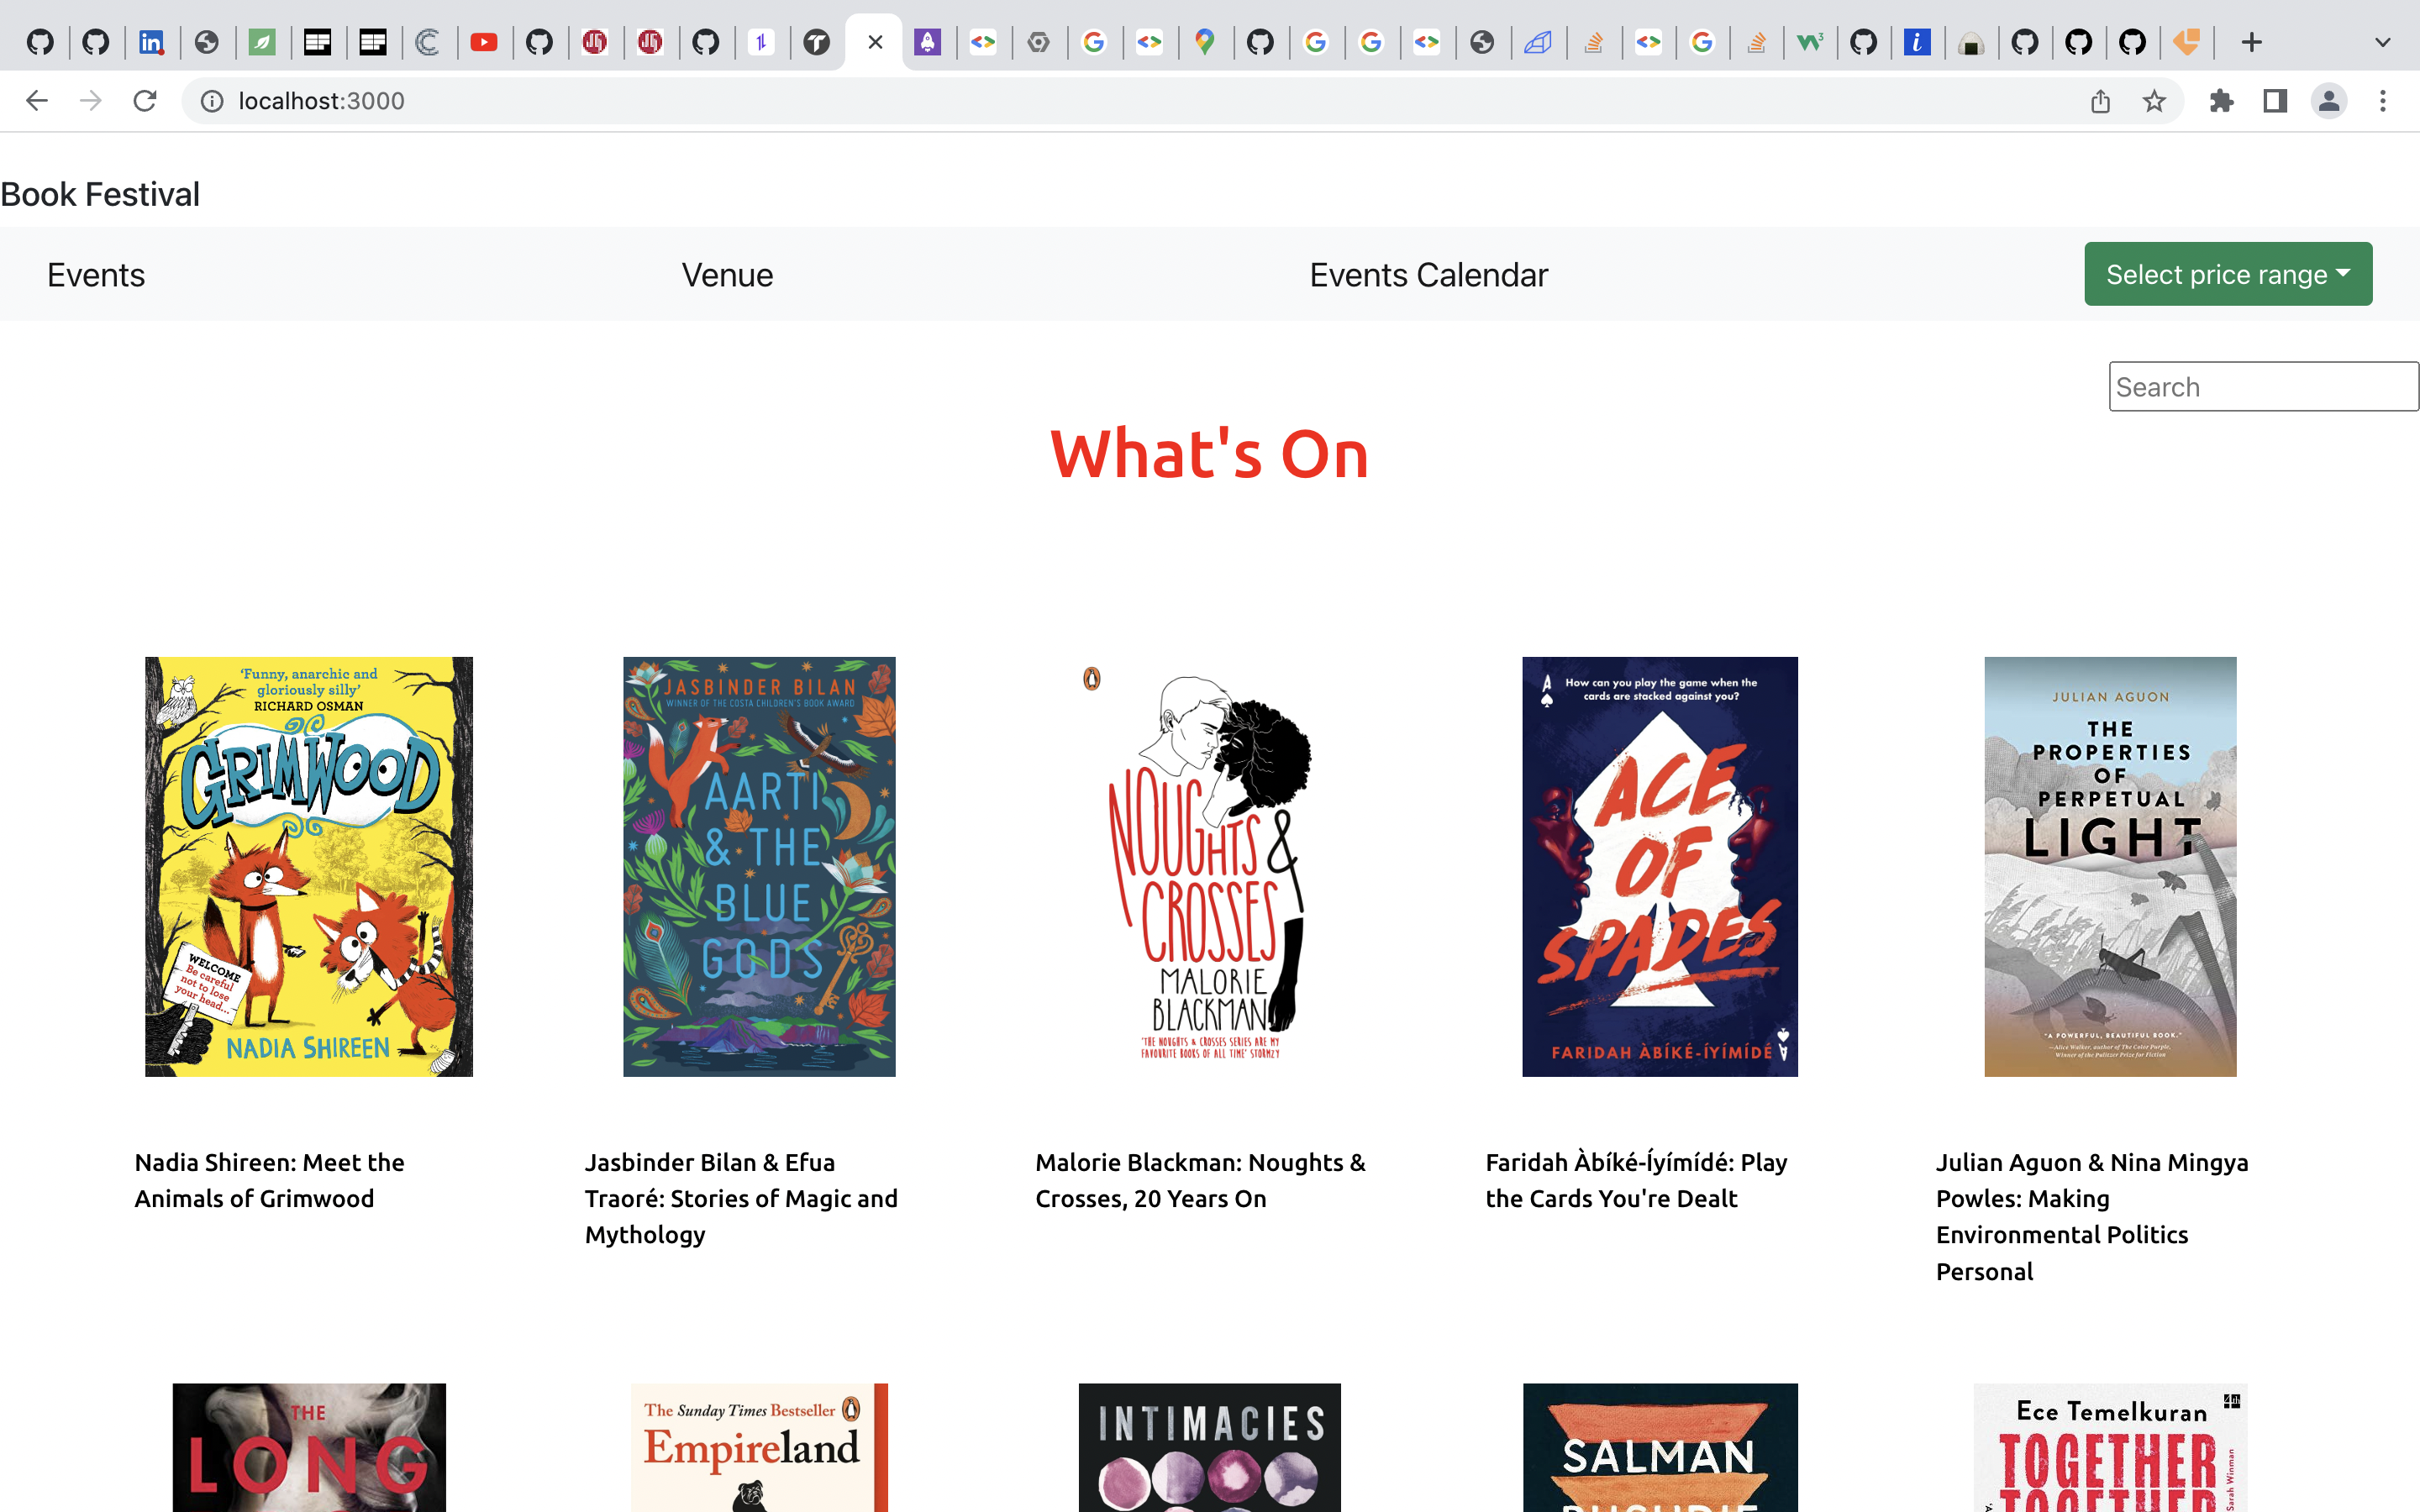 localhost:3000
Book Festival
Events
Venue
Events Calendar
Select price range
Search
What's On
'Funny, anarchic and
gloriously silly'
RICHARD OSMAN
GRIMWOOD
WELCOME
Be careful
not to lose
your head...
NADIA SHIREEN
JASBINDER BILAN
WINNER OF THE COSTA CHILDREN'S BOOK AWARD
AARTI
& THE
BLUE
GODS
NOUGHTS &
CROSSES
MALORIE
BLACKMAN
'THE NOUGHTS & CROSSES SERIES ARE MY
FAVOURITE BOOKS OF ALL TIME' STORMZY
A
How can you play the game when the
cards are stacked against you?
ACE
OF
SPADES
FARIDAH ÀBÍKÉ-ÍYÍMÍDÉ
A
JULIAN AGUON
THE
PROPERTIES
OF
PERPETUAL
LIGHT
"A POWERFUL, BEAUTIFUL BOOK."
—Alice Walker, author of The Color Purple,
Winner of the Pulitzer Prize for Fiction
Nadia Shireen: Meet the
Animals of Grimwood
Jasbinder Bilan & Efua
Traoré: Stories of Magic and
Mythology
Malorie Blackman: Noughts &
Crosses, 20 Years On
Faridah Àbíké-Íyímídé: Play
the Cards You're Dealt
Julian Aguon & Nina Mingya
Powles: Making
Environmental Politics
Personal
THE
LONG
The Sunday Times Bestseller
Empireland
INTIMACIES
SALMAN
RUSHDIE
Ece Temelkuran
TOGETHER
TOGETHER
Sarah Winman